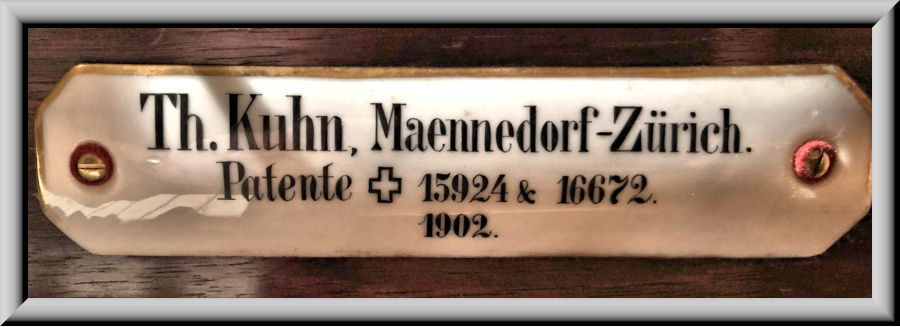 Th. Kuhn, Maennedorf-Zürich.
Patente ✚ 15924 & 16672.
1902.